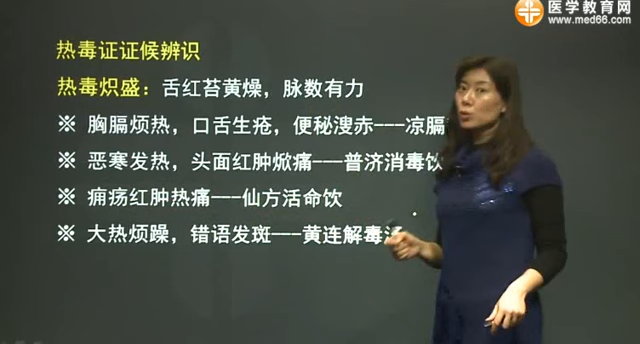 医学教育网
www.med66.com
热毒证证候辨识
热毒炽盛：舌红苔黄燥，脉数有力
※ 胸膈烦热，口舌生疮，便秘溲赤---凉膈
※ 恶寒发热，头面红肿焮痛---普济消毒饮
※ 痈疡红肿热痛---仙方活命饮
※ 大热烦躁，错语发斑---黄连解毒汤